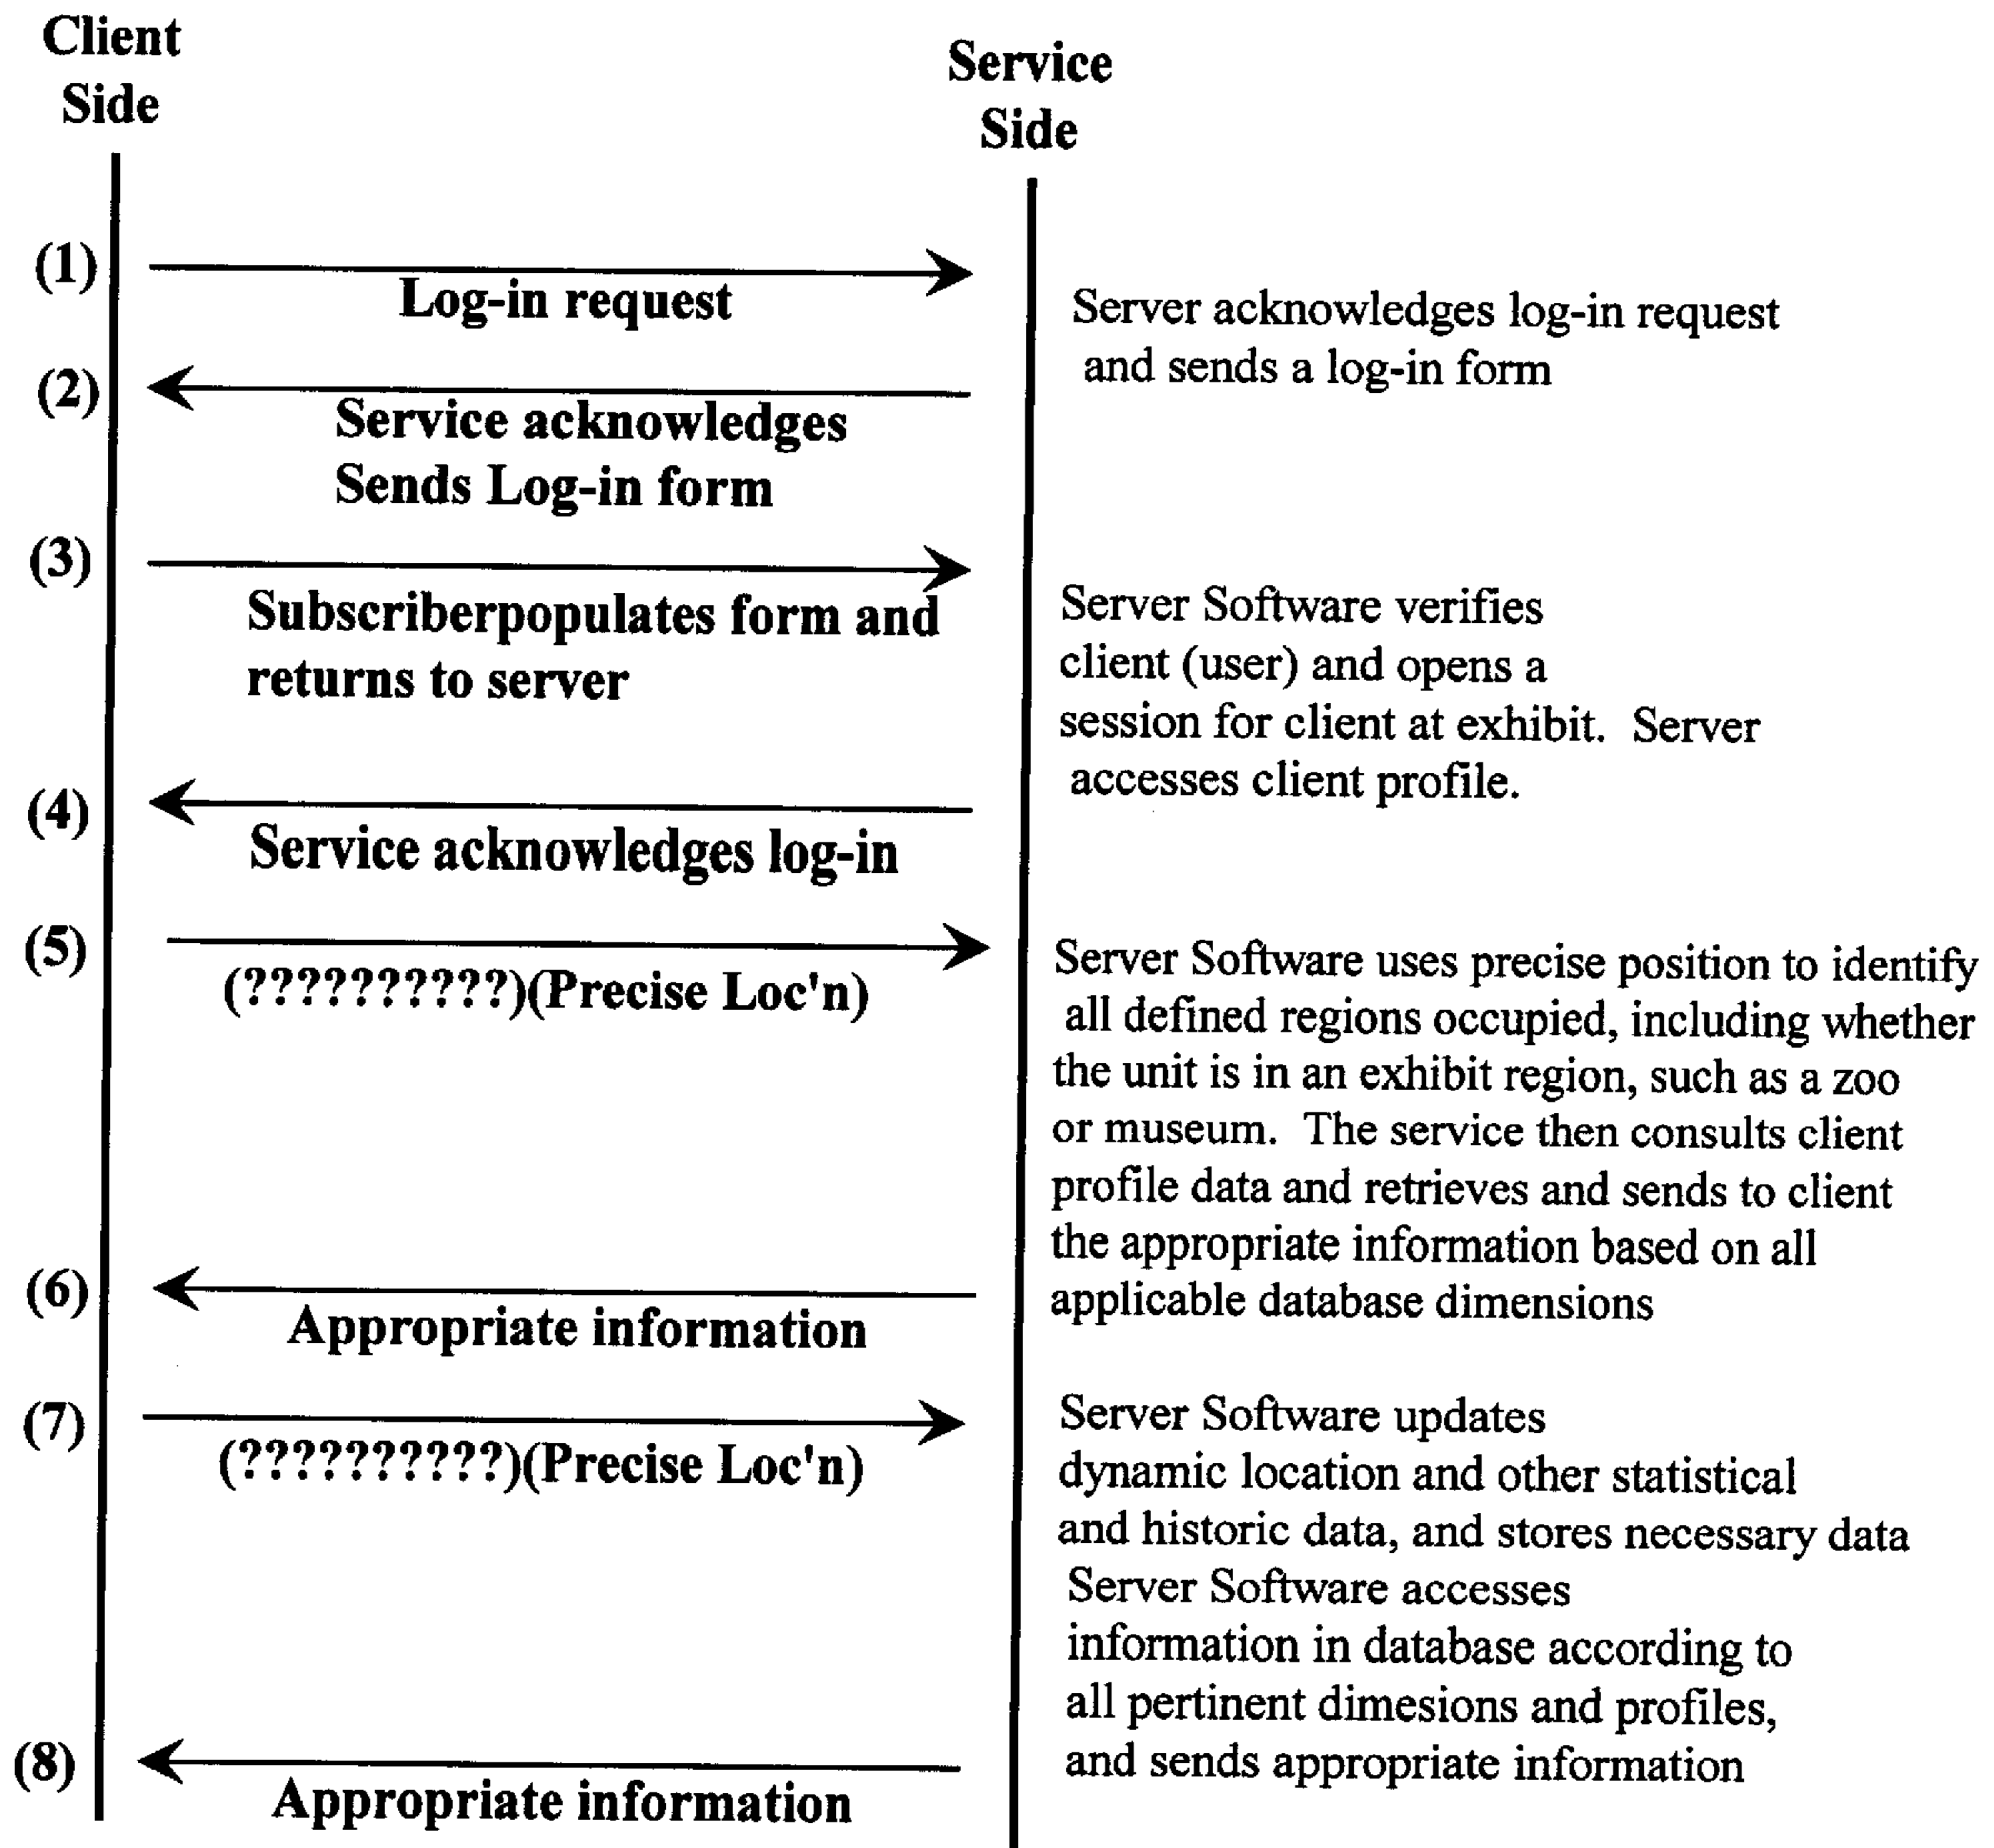 Client
Side
Service
Side
(1)
Log-in request
Server acknowledges log-in request
and sends a log-in form
(2)
Service acknowledges
Sends Log-in form
(3)
Subscriberpopulates form and
returns to server
Server Software verifies
client (user) and opens a
session for client at exhibit. Server
accesses client profile.
(4)
Service acknowledges log-in
(5)
(??????????)(Precise Loc'n)
Server Software uses precise position to identify
all defined regions occupied, including whether
the unit is in an exhibit region, such as a zoo
or museum. The service then consults client
profile data and retrieves and sends to client
the appropriate information based on all
applicable database dimensions
(6)
Appropriate information
(7)
(??????????)(Precise Loc'n)
Server Software updates
dynamic location and other statistical
and historic data, and stores necessary data
Server Software accesses
information in database according to
all pertinent dimesions and profiles,
and sends appropriate information
(8)
Appropriate information